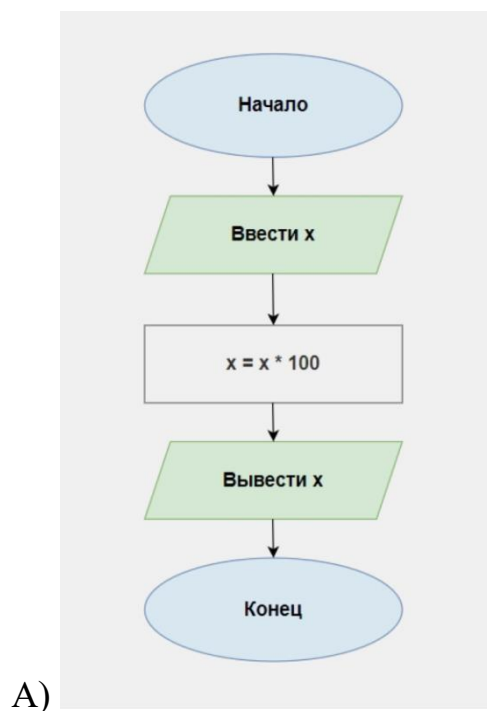 Начало
Ввести x
x = x * 100
Вывести x
Конец
A)